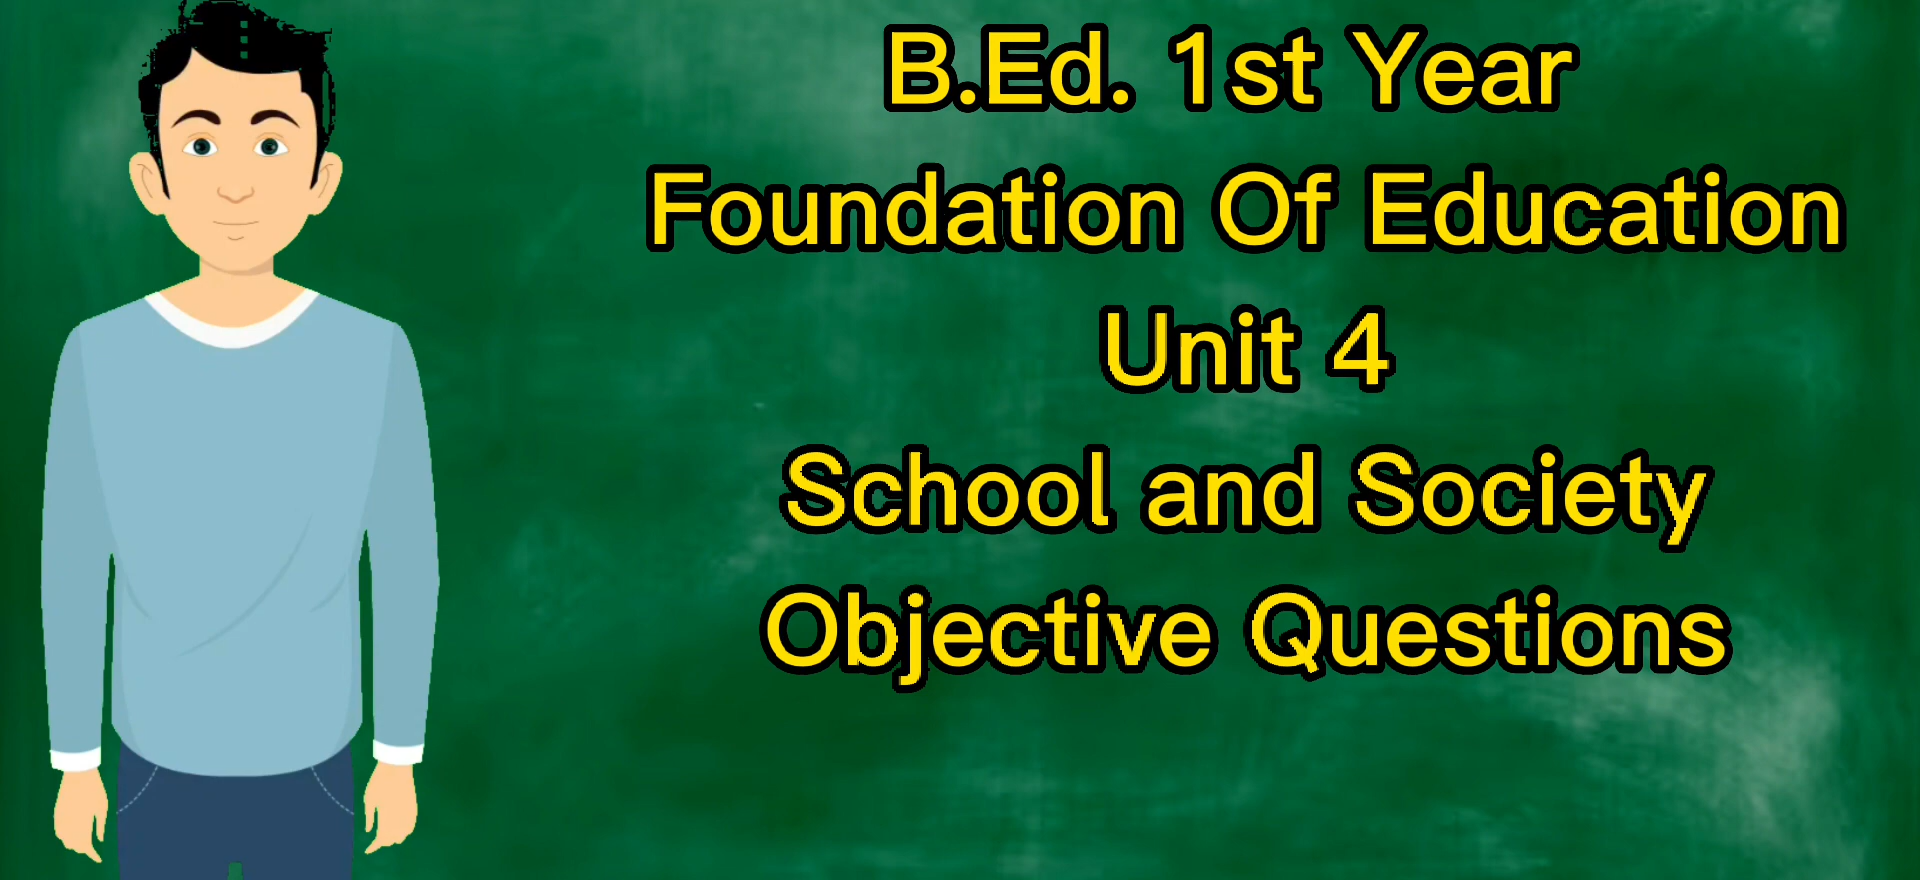 B.Ed. 1st Year
Foundation Of Education
Unit 4
School and Society
Objective Questions